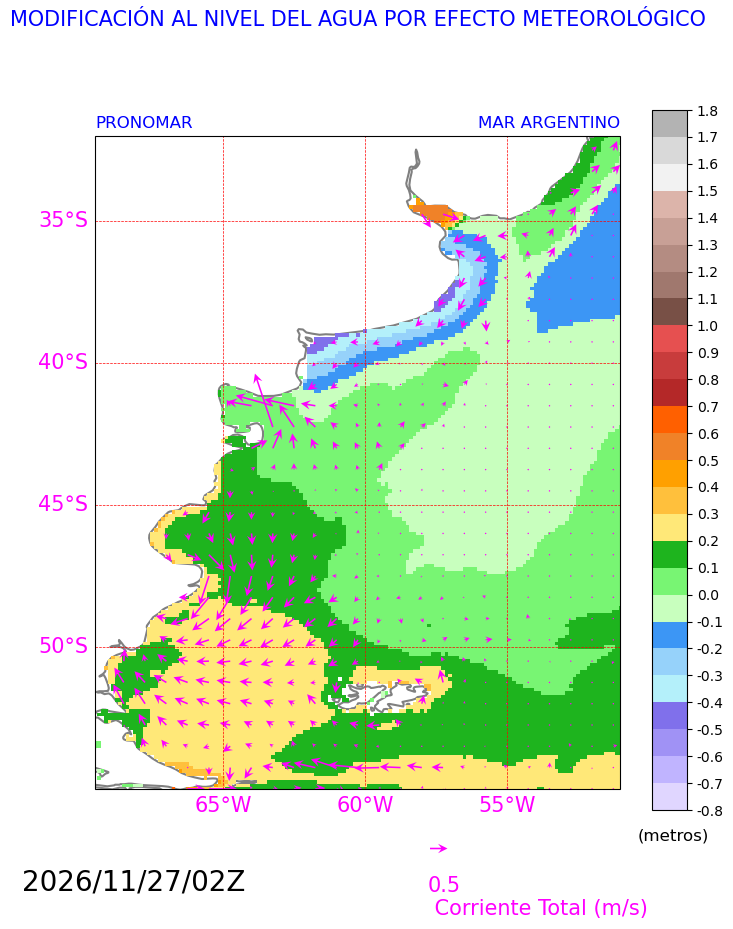 MODIFICACIÓN AL NIVEL DEL AGUA POR EFECTO METEOROLÓGICO
PRONOMAR
MAR ARGENTINO
35°S
40°S
45°S
50°S
65°W
60°W
55°W
1.8
1.7
1.6
1.5
1.4
1.3
1.2
1.1
1.0
0.9
0.8
0.7
0.6
0.5
0.4
0.3
0.2
0.1
0.0
-0.1
-0.2
-0.3
-0.4
-0.5
-0.6
-0.7
-0.8
(metros)
2026/11/27/02Z
0.5
Corriente Total (m/s)